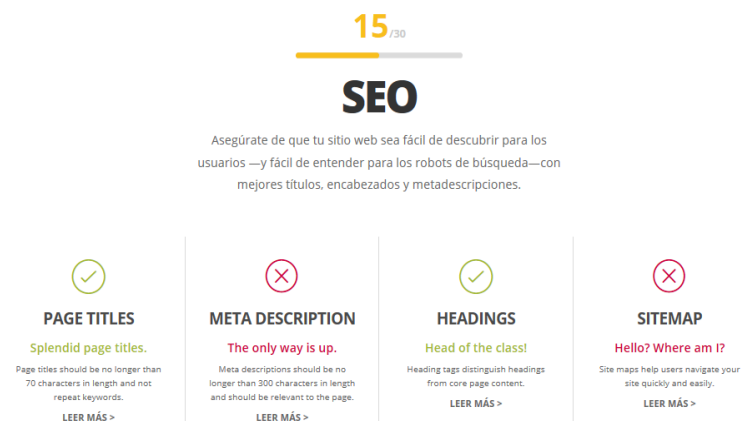 15/30
SEO
Asegúrate de que tu sitio web sea fácil de descubrir para los
usuarios —y fácil de entender para los robots de búsqueda—con
mejores títulos, encabezados y metadescripciones.
PAGE TITLES
Splendid page titles.
Page titles should be no longer than
70 characters in length and not
repeat keywords.
LEER MÁS >
META DESCRIPTION
The only way is up.
Meta descriptions should be no
longer than 300 characters in length
and should be relevant to the page.
LEER MÁS >
HEADINGS
Head of the class!
Heading tags distinguish headings
from core page content.
LEER MÁS >
SITEMAP
Hello? Where am I?
Site maps help users navigate your
site quickly and easily.
LEER MÁS >